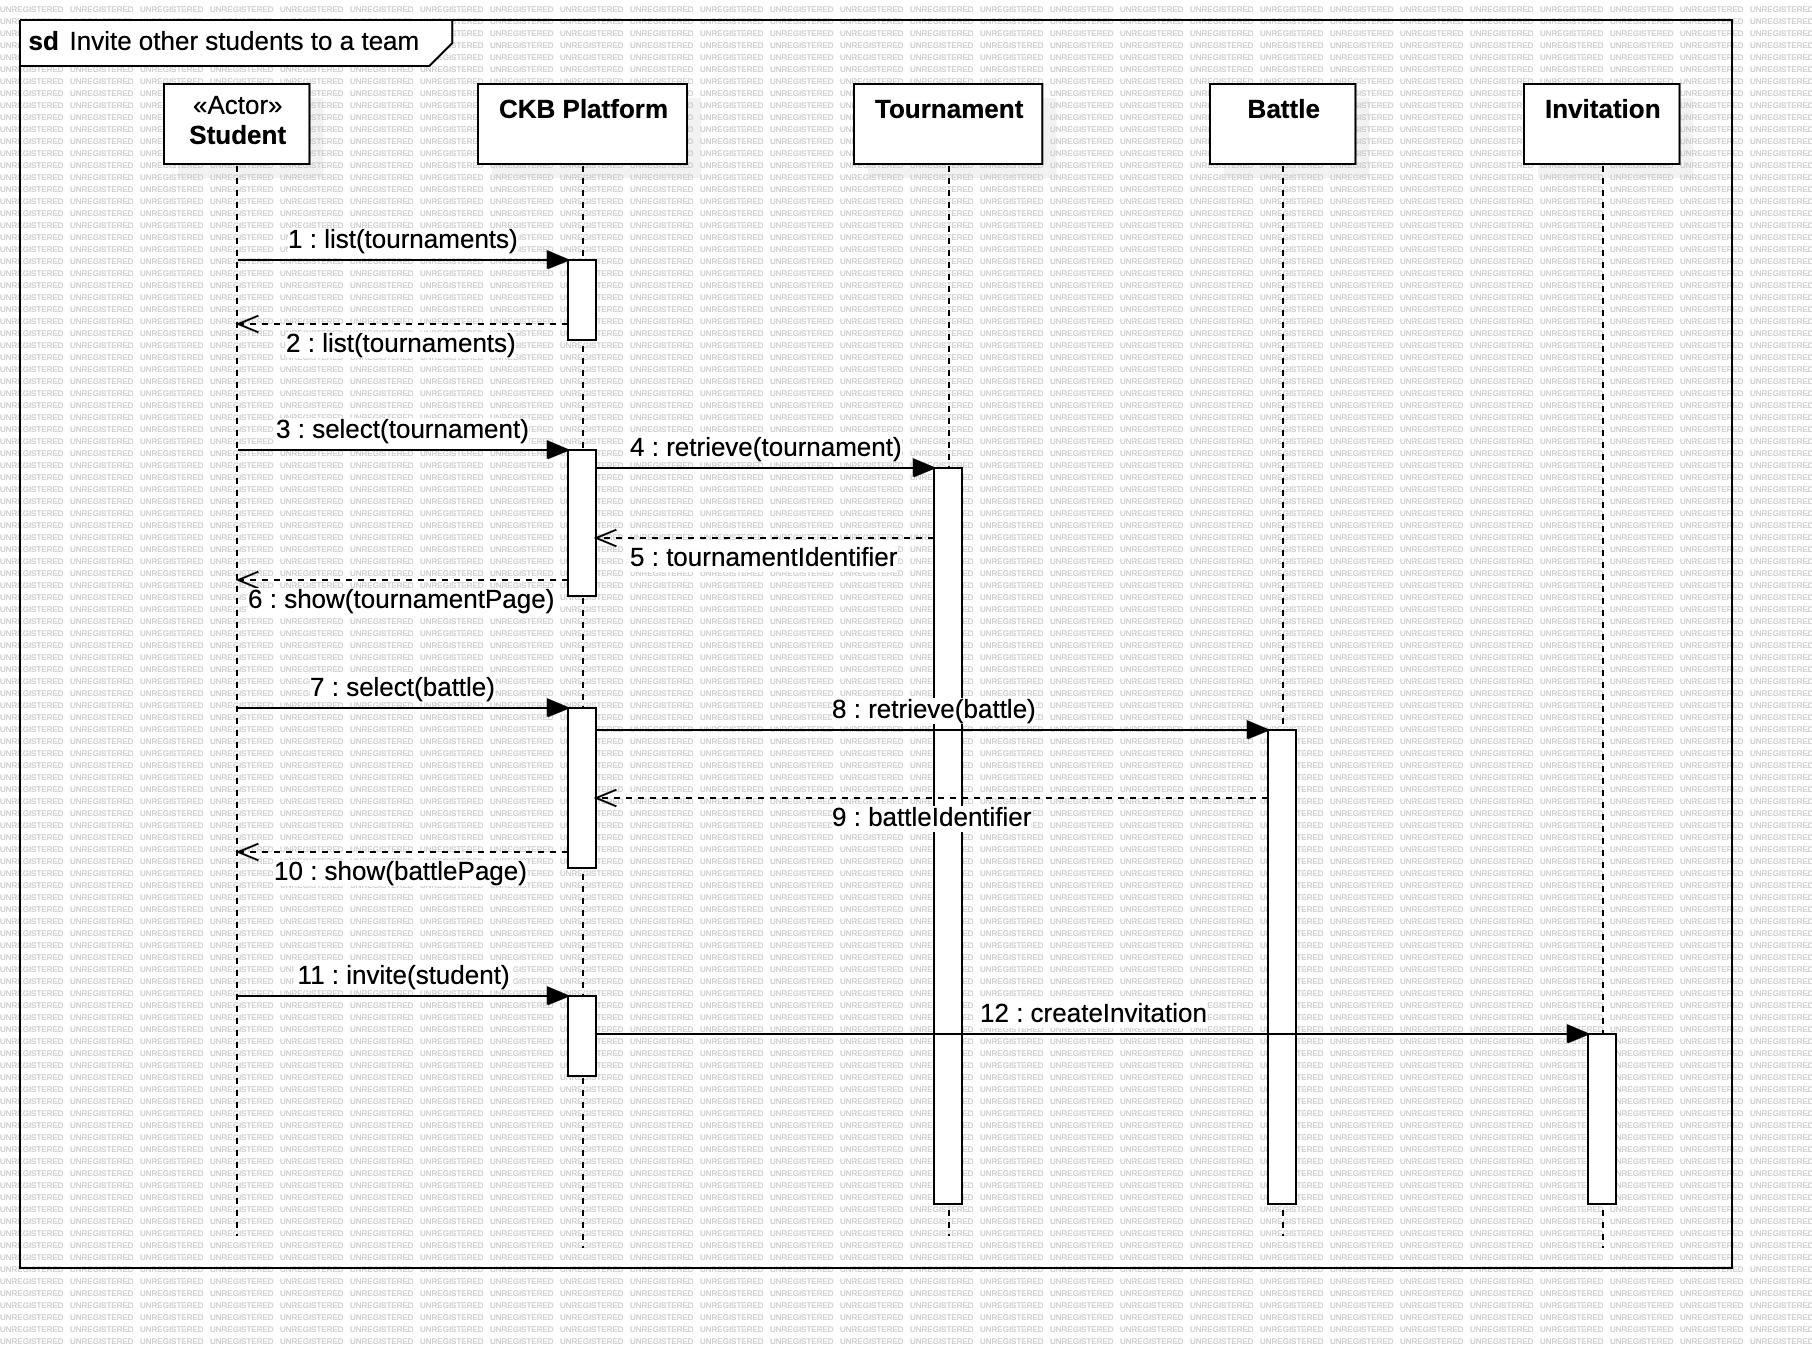 sd Invite other students to a team
«Actor»
Student
CKB Platform
Tournament
Battle
Invitation
1 : list(tournaments)
2 : list(tournaments)
3 : select(tournament)
4 : retrieve(tournament)
5 : tournamentIdentifier
6 : show(tournamentPage)
7 : select(battle)
8 : retrieve(battle)
9 : battleIdentifier
10 : show(battlePage)
11 : invite(student)
12 : createInvitation
UNREGISTERED